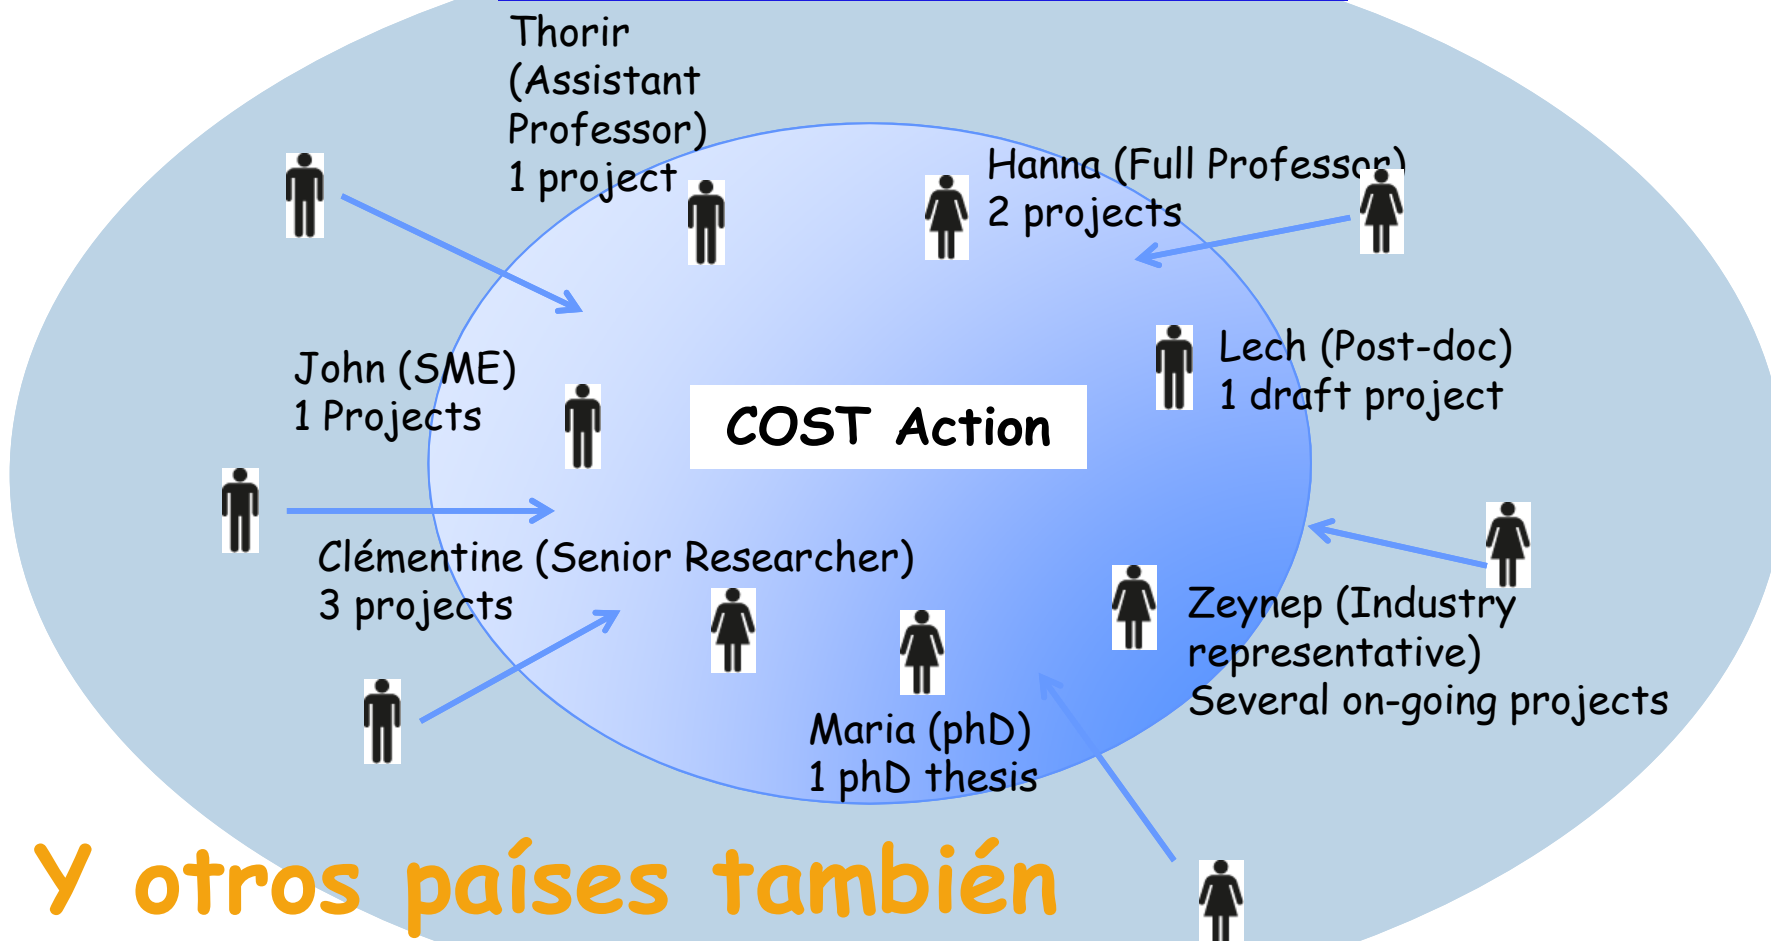 Thorir
(Assistant
Professor)
1 project
Hanna (Full Professor)
2 projects
John (SME)
1 Projects
COST Action
Lech (Post-doc)
1 draft project
Clémentine (Senior Researcher)
3 projects
Zeynep (Industry
representative)
Several on-going projects
Maria (phD)
1 phD thesis
Y otros países también